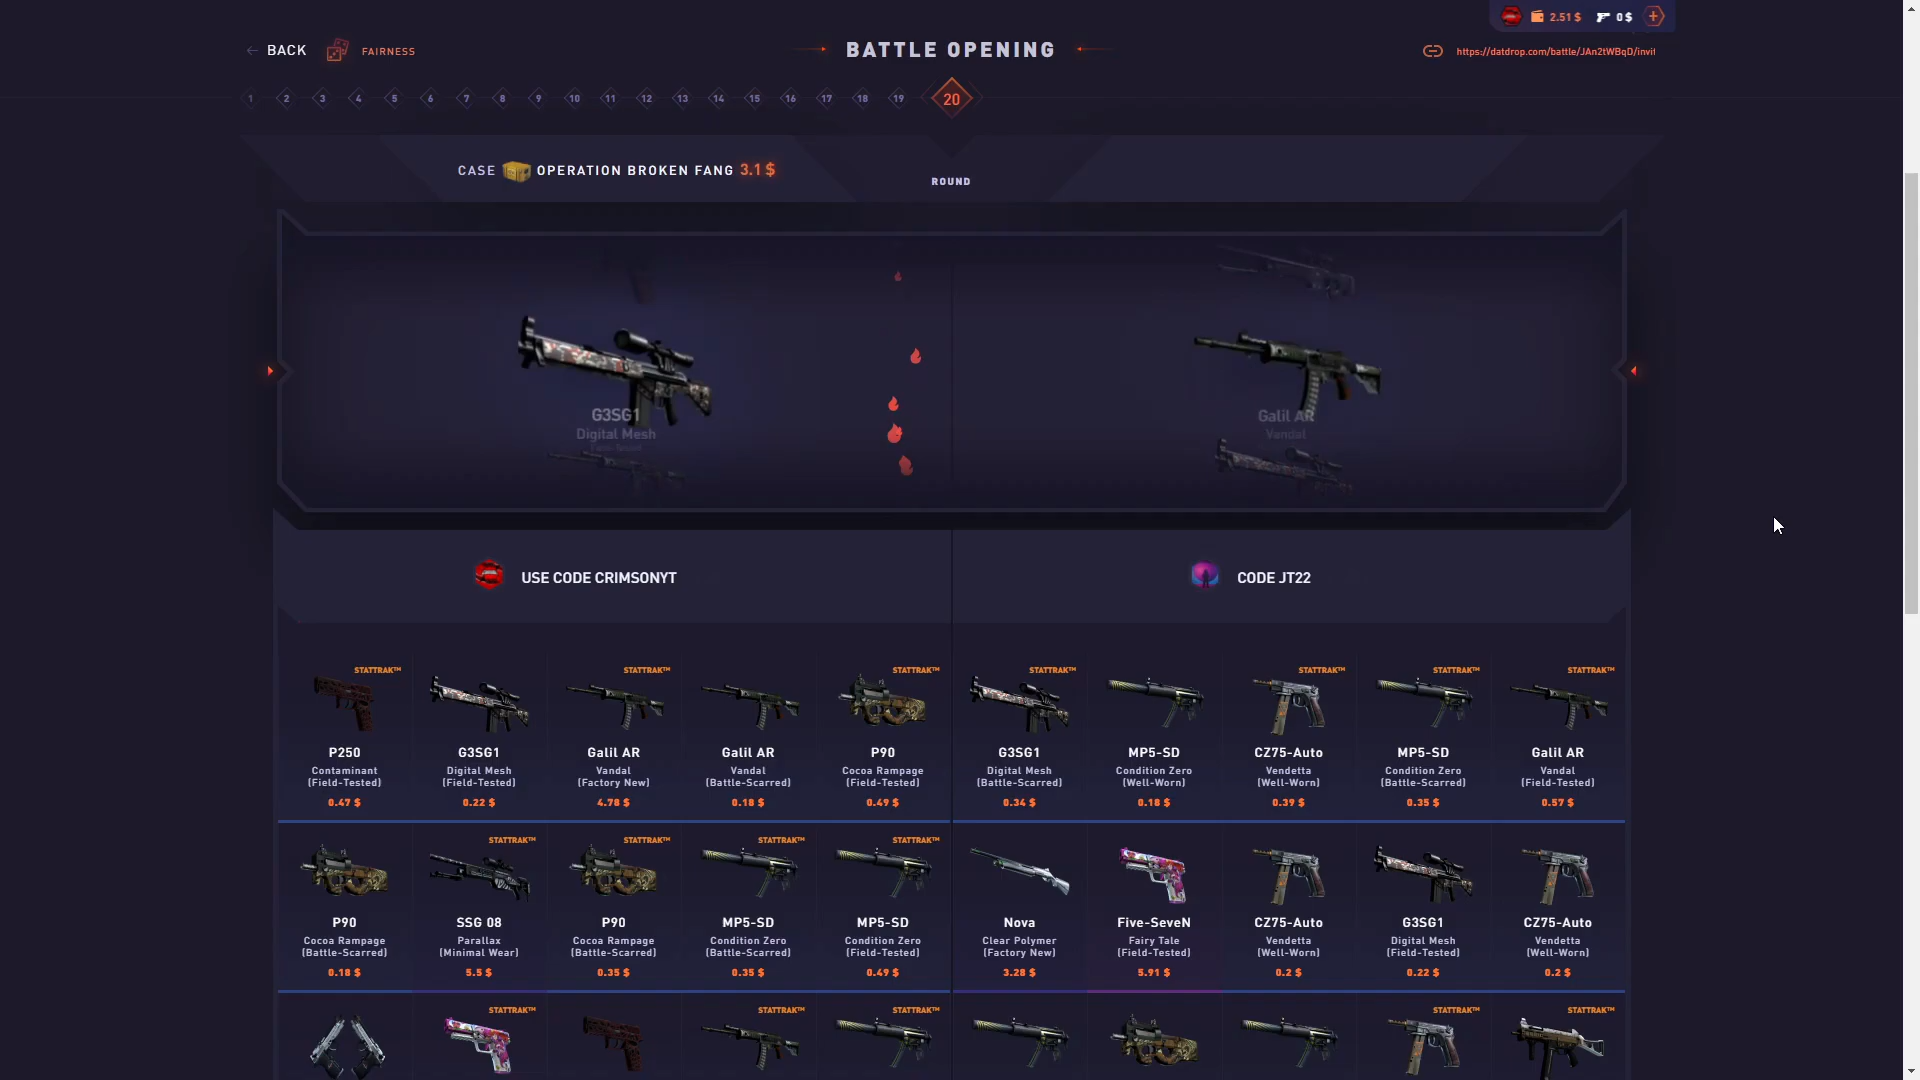 2.51 $ 0 $
BACK FAIRNESS BATTLE OPENING https://datdrop.com/battle/JAn2tWBqD/invit
1 2 3 4 5 6 7 8 9 10 11 12 13 14 15 16 17 18 19 20
CASE OPERATION BROKEN FANG 3.1 $
ROUND
G3SG1 Galil AR
Digital Mesh Vandal
USE CODE CRIMSONYT CODE JT22
STATTRAK™ STATTRAK™ STATTRAK™ STATTRAK™ STATTRAK™ STATTRAK™ STATTRAK™
P250 G3SG1 Galil AR Galil AR P90 G3SG1 MP5-SD CZ75-Auto MP5-SD Galil AR
Contaminant Digital Mesh Vandal Vandal Cocoa Rampage Digital Mesh Condition Zero Vendetta Condition Zero Vandal
(Field-Tested) (Field-Tested) (Factory New) (Battle-Scarred) (Field-Tested) (Battle-Scarred) (Well-Worn) (Well-Worn) (Battle-Scarred) (Field-Tested)
0.47 $ 0.22 $ 4.78 $ 0.18 $ 0.49 $ 0.34 $ 0.18 $ 0.39 $ 0.35 $ 0.57 $
STATTRAK™ STATTRAK™ STATTRAK™ STATTRAK™
P90 SSG 08 P90 MP5-SD MP5-SD Nova Five-SeveN CZ75-Auto G3SG1 CZ75-Auto
Cocoa Rampage Parallax Cocoa Rampage Condition Zero Condition Zero Clear Polymer Fairy Tale Vendetta Digital Mesh Vendetta
(Battle-Scarred) (Minimal Wear) (Battle-Scarred) (Battle-Scarred) (Field-Tested) (Factory New) (Field-Tested) (Well-Worn) (Field-Tested) (Well-Worn)
0.18 $ 5.5 $ 0.35 $ 0.35 $ 0.49 $ 3.28 $ 5.91 $ 0.2 $ 0.22 $ 0.2 $
STATTRAK™ STATTRAK™ STATTRAK™ STATTRAK™ STATTRAK™